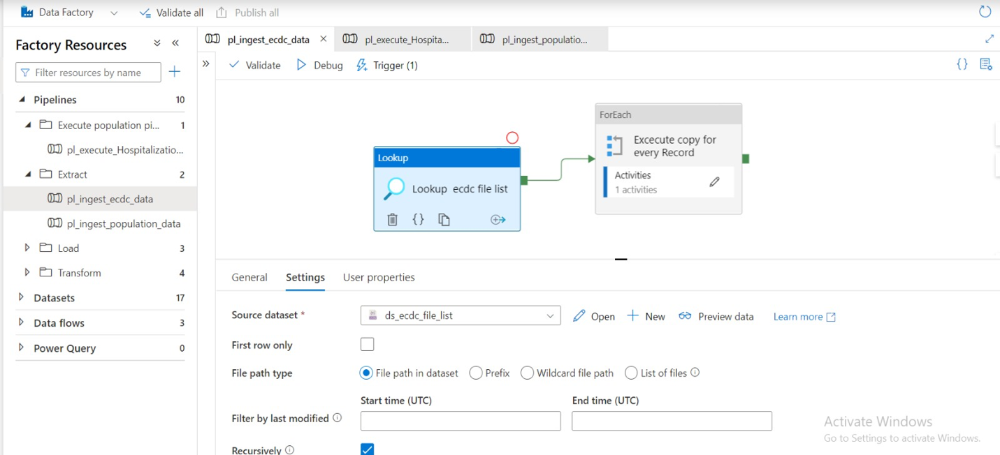 Data Factory
Validate all
Publish all
Factory Resources
Filter resources by name
Pipelines 10
Execute population pi... 1
pl_execute_Hospitalizatio...
Extract 2
pl_ingest_ecdc_data
pl_ingest_population_data
Load 3
Transform 4
Datasets 17
Data flows 3
Power Query 0
pl_ingest_ecdc_data
pl_execute_Hospita...
pl_ingest_populatio...
Validate
Debug
Trigger (1)
{}
Lookup
Lookup ecdc file list
{}
ForEach
Excecute copy for
every Record
Activities
1 activities
General
Settings
User properties
Source dataset *
ds_ecdc_file_list
Open
New
Preview data
Learn more
First row only
File path type
File path in dataset
Prefix
Wildcard file path
List of files
Start time (UTC)
End time (UTC)
Filter by last modified
Recursively
Activate Windows
Go to Settings to activate Windows.